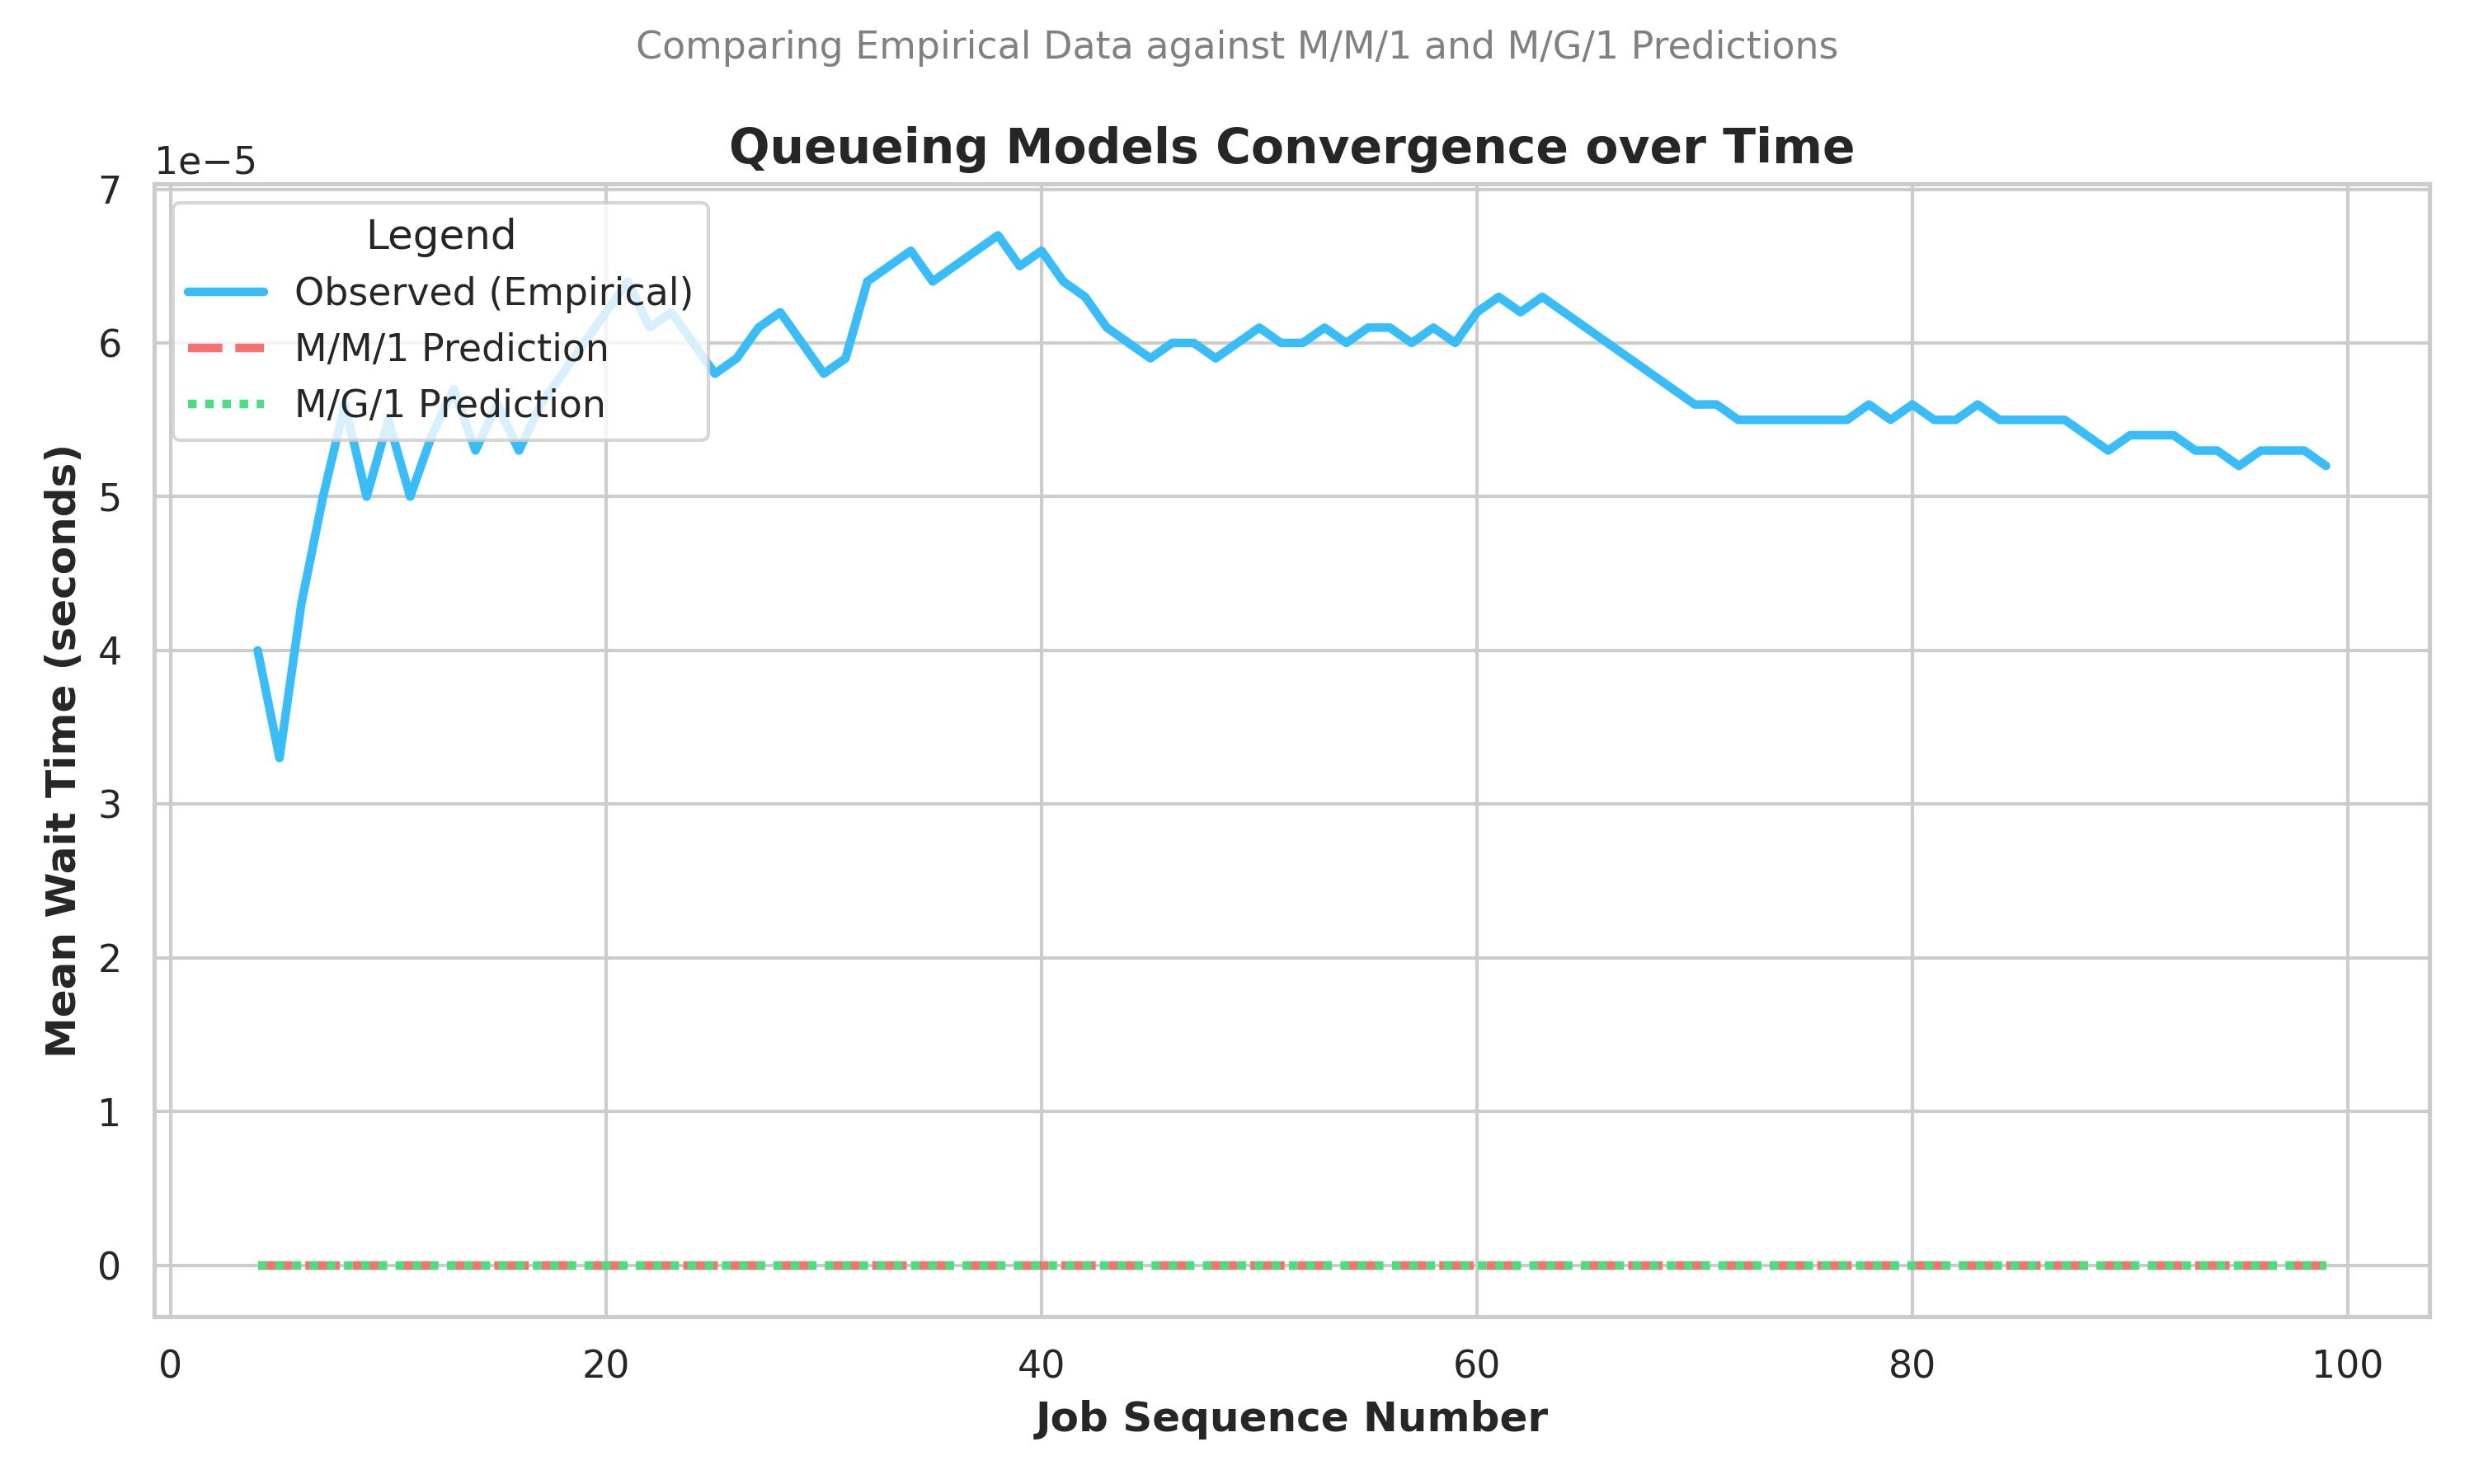 Comparing Empirical Data against M/M/1 and M/G/1 Predictions
Queueing Models Convergence over Time
1e−5
7
6
5
4
3
2
1
0
Mean Wait Time (seconds)
Legend
Observed (Empirical)
M/M/1 Prediction
M/G/1 Prediction
0 20 40 60 80 100
Job Sequence Number